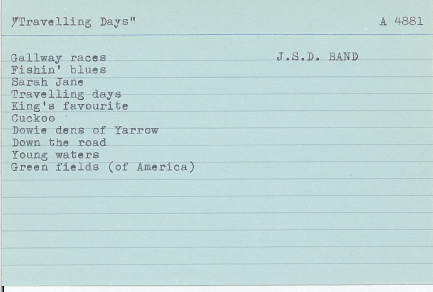 "Travelling Days" A 4881
Gallway races J.S.D. BAND
Fishin' blues
Sarah Jane
Travelling days
King's favourite
Cuckoo
Dowie dens of Yarrow
Down the road
Young waters
Green fields (of America)